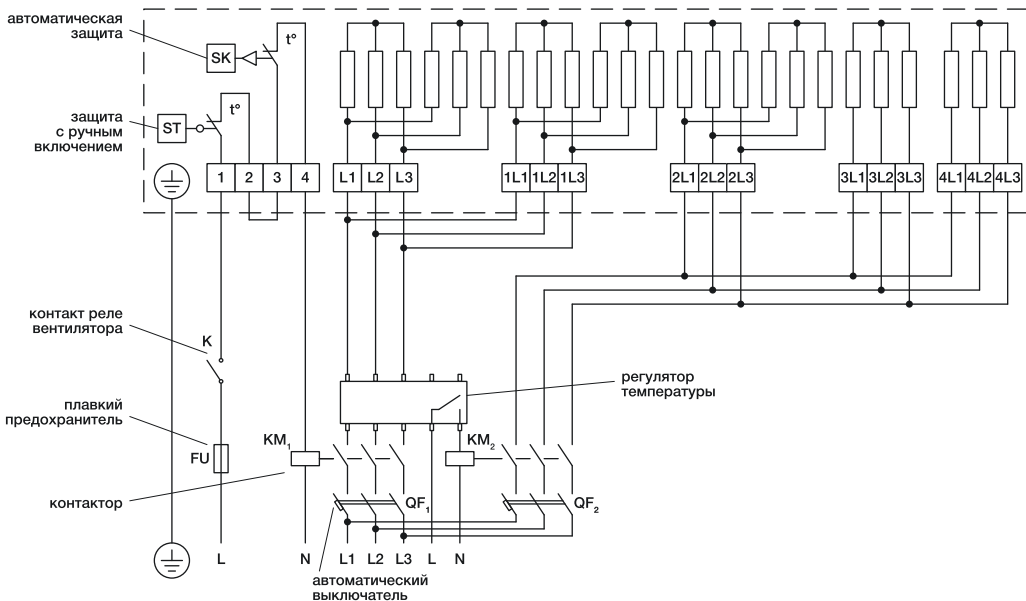 автоматическая
защита
SK
t°
защита
с ручным
включением
ST
t°
1 2 3 4
L1 L2 L3
1L1 1L2 1L3
2L1 2L2 2L3
3L1 3L2 3L3
4L1 4L2 4L3
контакт реле
вентилятора
K
регулятор
температуры
плавкий
предохранитель
FU
KM1
KM2
контактор
QF1
QF2
L N L1 L2 L3 L N
автоматический
выключатель